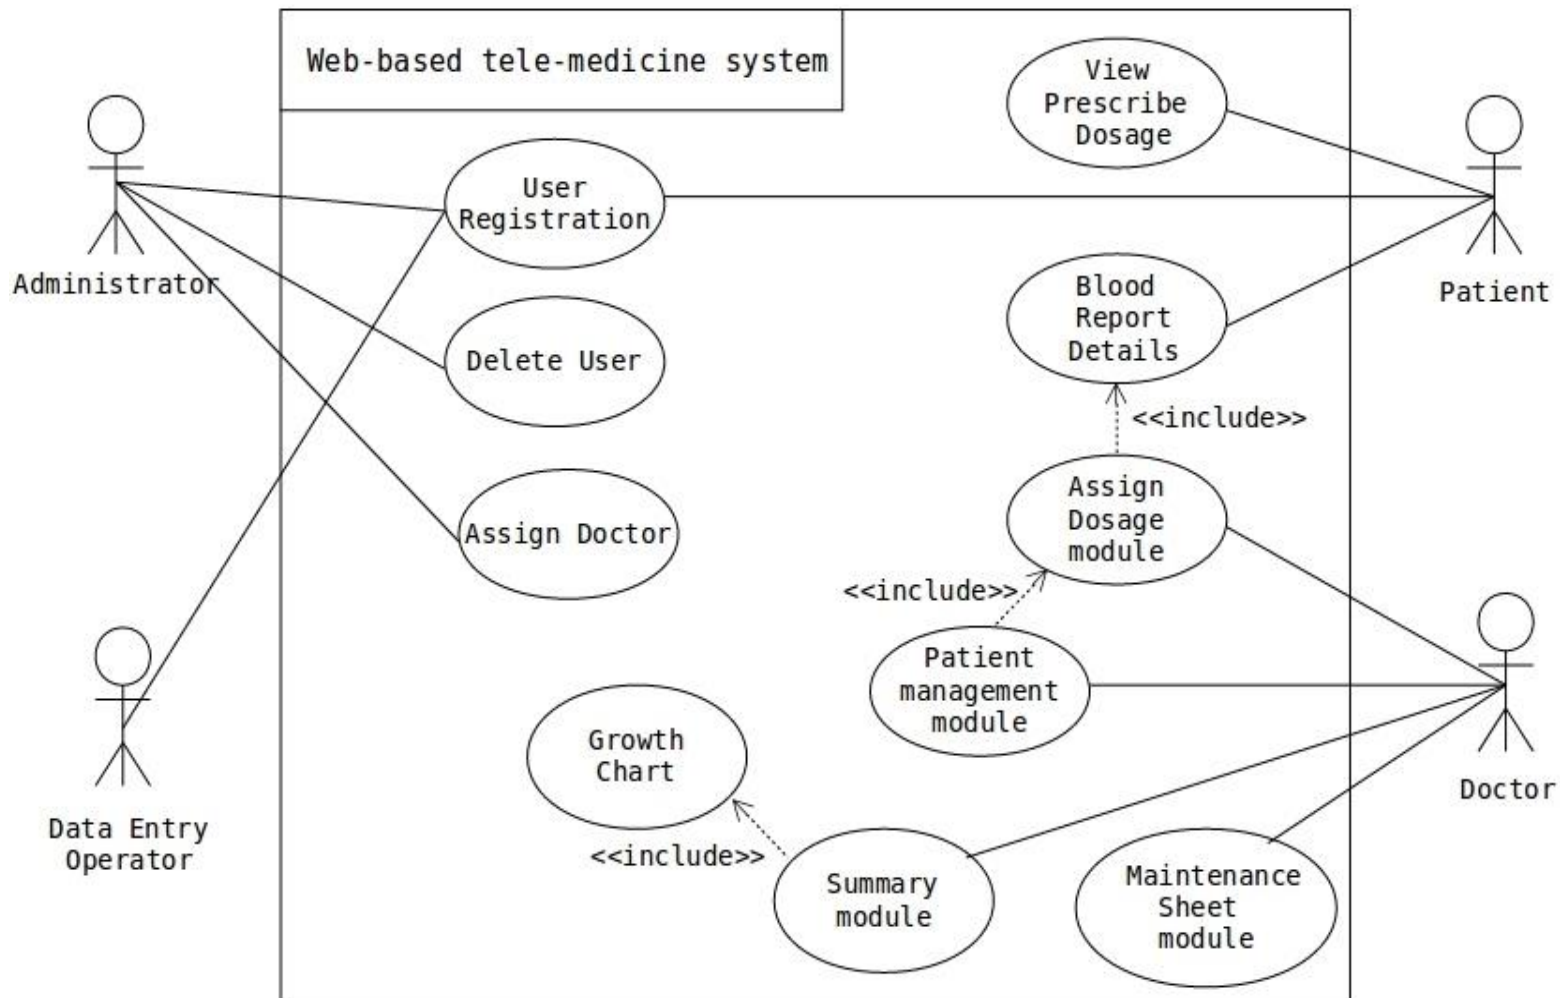 Web-based tele-medicine system
View
Prescribe
Dosage
User
Registration
Administrator
Patient
Blood
Report
Details
Delete User
<<include>>
Assign Doctor
Assign
Dosage
module
<<include>>
Patient
management
module
Growth
Chart
Doctor
Data Entry
Operator
<<include>>
Summary
module
Maintenance
Sheet
module